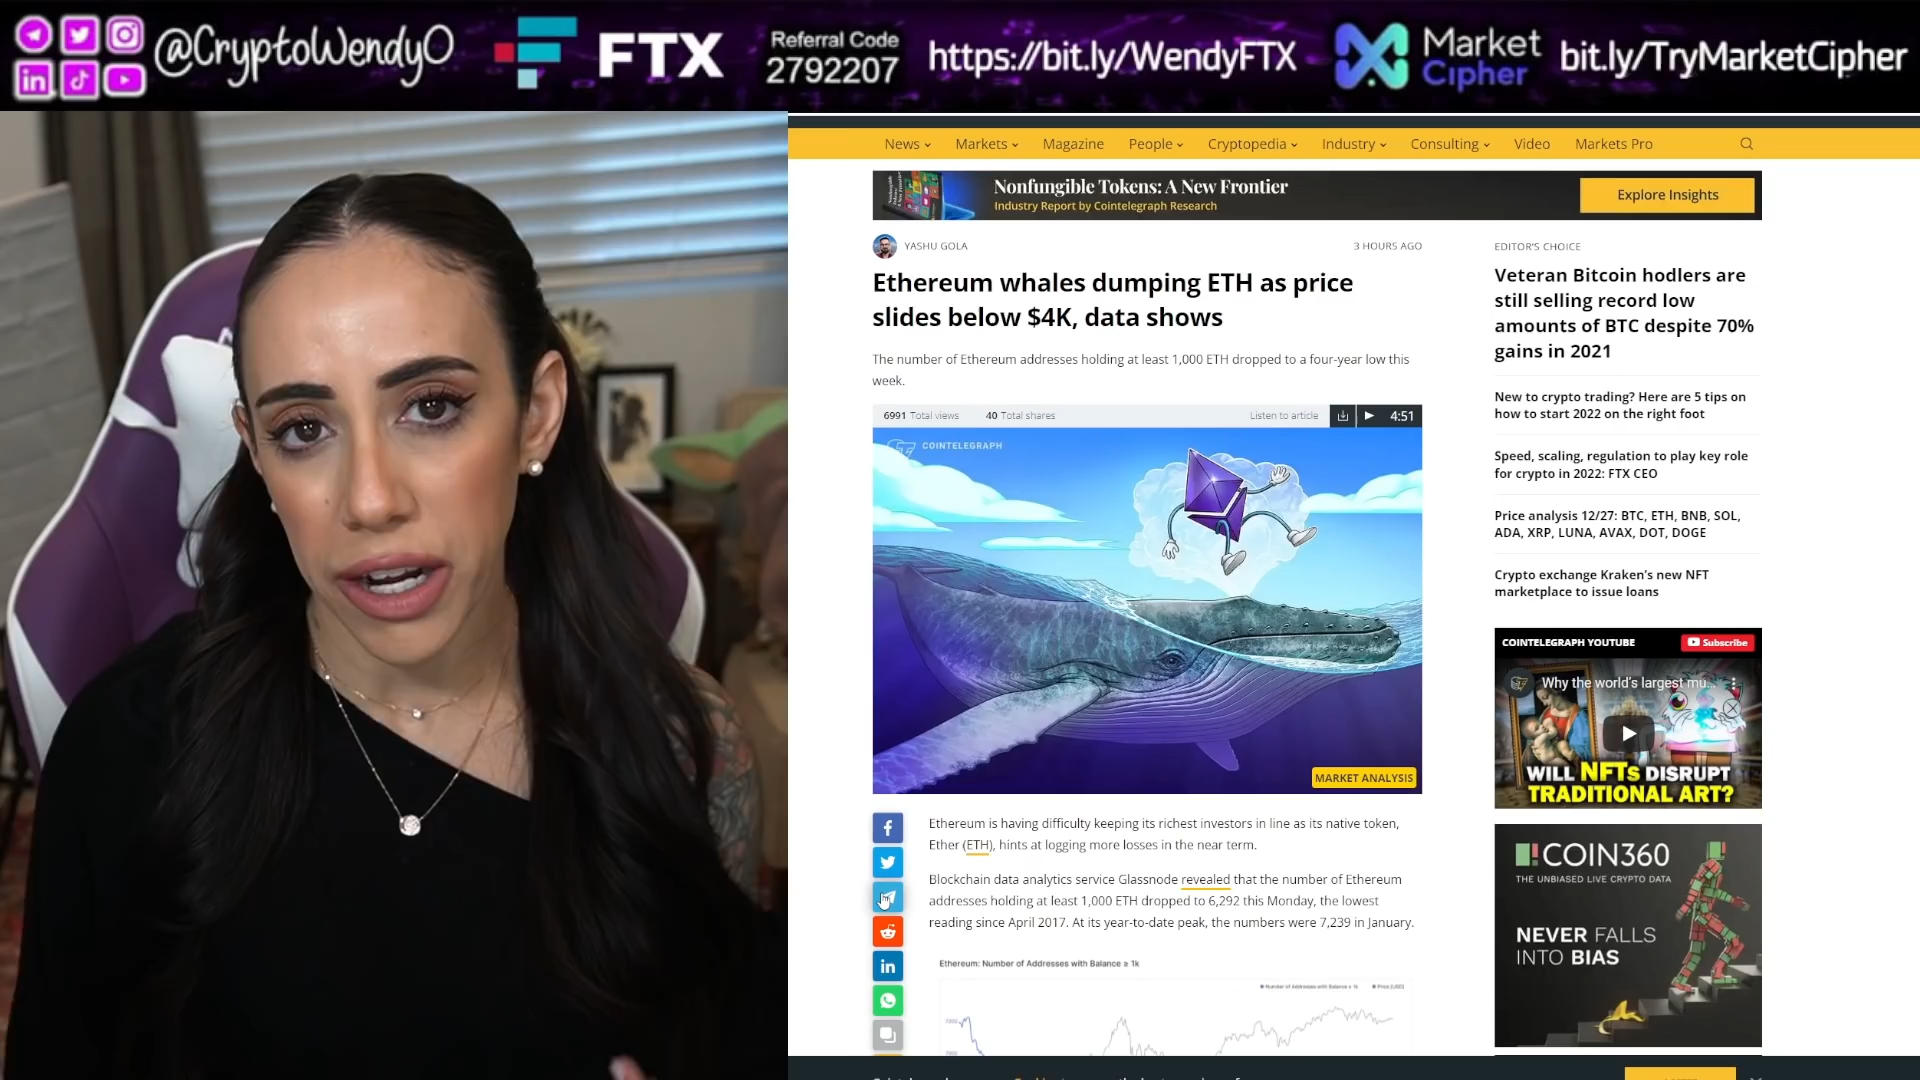 @CryptoWendyO
FTX
Referral Code
2792207
https://bit.ly/WendyFTX
Market
Cipher
bit.ly/TryMarketCipher
News
Markets
Magazine
People
Cryptopedia
Industry
Consulting
Video
Markets Pro
Nonfungible Tokens: A New Frontier
Industry Report by Cointelegraph Research
Explore Insights
YASHU GOLA
3 HOURS AGO
Ethereum whales dumping ETH as price
slides below $4K, data shows
The number of Ethereum addresses holding at least 1,000 ETH dropped to a four-year low this
week.
6991 Total views
40 Total shares
Listen to article
4:51
COINTELEGRAPH
MARKET ANALYSIS
Ethereum is having difficulty keeping its richest investors in line as its native token,
Ether (ETH), hints at logging more losses in the near term.
Blockchain data analytics service Glassnode revealed that the number of Ethereum
addresses holding at least 1,000 ETH dropped to 6,292 this Monday, the lowest
reading since April 2017. At its year-to-date peak, the numbers were 7,239 in January.
Ethereum: Number of Addresses with Balance ≥ 1k
Number of Addresses with Balance ≥ 1k
Price [USD]
EDITOR'S CHOICE
Veteran Bitcoin hodlers are
still selling record low
amounts of BTC despite 70%
gains in 2021
New to crypto trading? Here are 5 tips on
how to start 2022 on the right foot
Speed, scaling, regulation to play key role
for crypto in 2022: FTX CEO
Price analysis 12/27: BTC, ETH, BNB, SOL,
ADA, XRP, LUNA, AVAX, DOT, DOGE
Crypto exchange Kraken's new NFT
marketplace to issue loans
COINTELEGRAPH YOUTUBE
Subscribe
Why the world's largest mu...
WILL NFTs DISRUPT
TRADITIONAL ART?
COIN360
THE UNBIASED LIVE CRYPTO DATA
NEVER FALLS
INTO BIAS